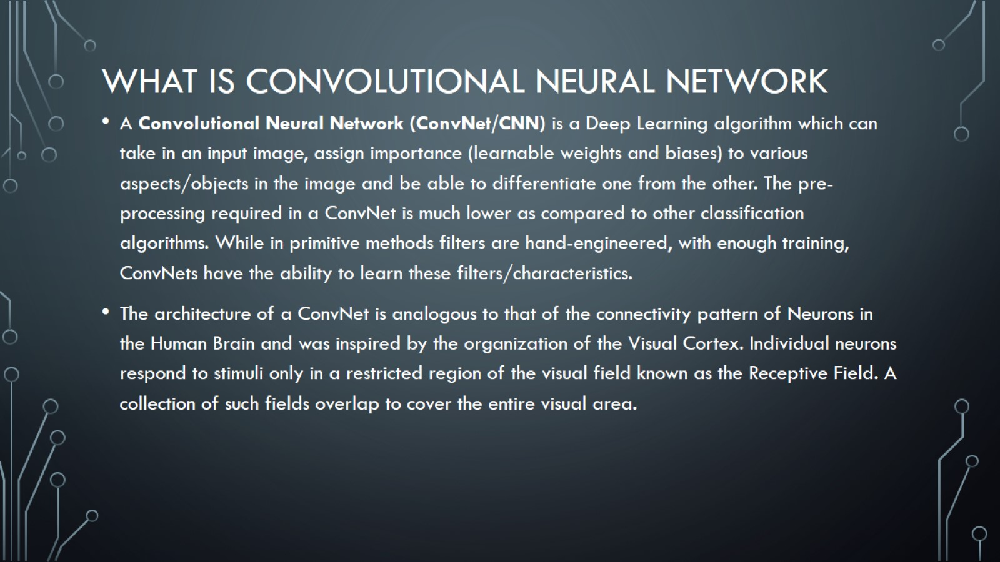 WHAT IS CONVOLUTIONAL NEURAL NETWORK
• A Convolutional Neural Network (ConvNet/CNN) is a Deep Learning algorithm which can
take in an input image, assign importance (learnable weights and biases) to various
aspects/objects in the image and be able to differentiate one from the other. The pre-
processing required in a ConvNet is much lower as compared to other classification
algorithms. While in primitive methods filters are hand-engineered, with enough training,
ConvNets have the ability to learn these filters/characteristics.
• The architecture of a ConvNet is analogous to that of the connectivity pattern of Neurons in
the Human Brain and was inspired by the organization of the Visual Cortex. Individual neurons
respond to stimuli only in a restricted region of the visual field known as the Receptive Field. A
collection of such fields overlap to cover the entire visual area.